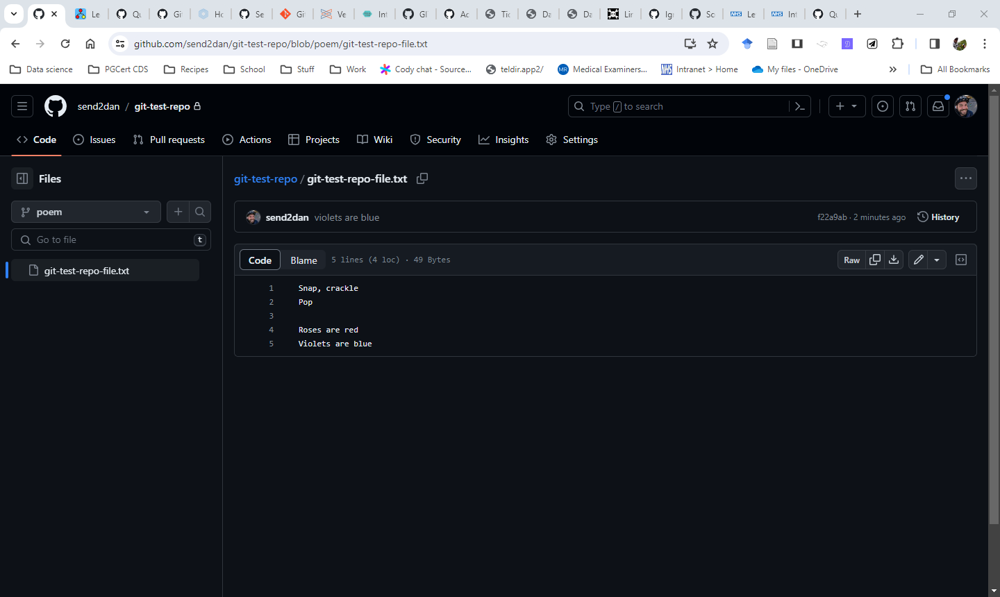 Le
Qu
Gi
Ho
Se
Gi
Ve
Int
Gl
Ac
Tic
Da
Da
Lir
Ign
Sc
Le
Int
Qu
github.com/send2dan/git-test-repo/blob/poem/git-test-repo-file.txt
Data science PGCert CDS Recipes School Stuff Work Cody chat - Source... teldir.app2/ MR Medical Examiners... NHS Intranet > Home My files - OneDrive » All Bookmarks
send2dan / git-test-repo Type / to search
Code Issues Pull requests Actions Projects Wiki Security Insights Settings
Files
poem
Go to file t
git-test-repo-file.txt
git-test-repo / git-test-repo-file.txt
send2dan violets are blue f22a9ab · 2 minutes ago History
Code Blame 5 lines (4 loc) · 49 Bytes Raw
1 Snap, crackle
2 Pop
3
4 Roses are red
5 Violets are blue